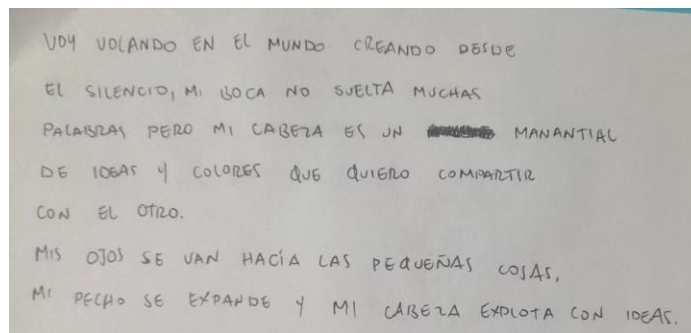 VOY VOLANDO EN EL MUNDO CREANDO DESDE
EL SILENCIO, MI BOCA NO SUELTA MUCHAS
PALABRAS PERO MI CABEZA ES UN MANANTIAL
DE IDEAS Y COLORES QUE QUIERO COMPARTIR
CON EL OTRO.
MIS OJOS SE VAN HACÍA LAS PEQUEÑAS COSAS,
MI PECHO SE EXPANDE Y MI CABEZA EXPLOTA CON IDEAS.